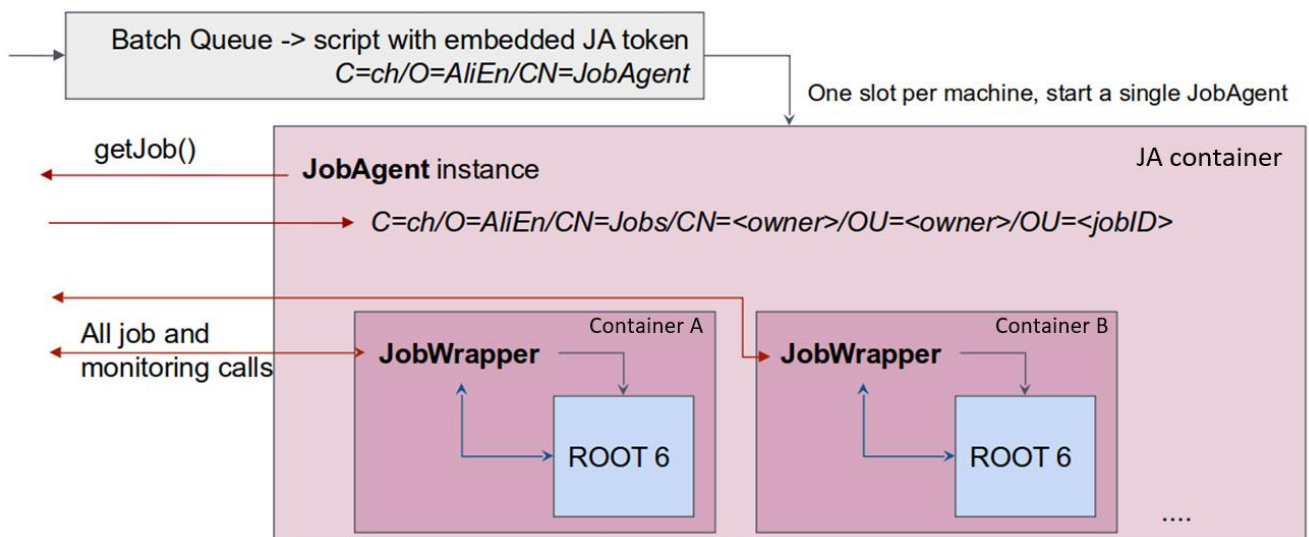 Batch Queue -> script with embedded JA token
C=ch/O=AliEn/CN=JobAgent
One slot per machine, start a single JobAgent
getJob()
JobAgent instance
JA container
C=ch/O=AliEn/CN=Jobs/CN=<owner>/OU=<owner>/OU=<jobID>
All job and
monitoring calls
Container A
JobWrapper
ROOT 6
Container B
JobWrapper
ROOT 6
....